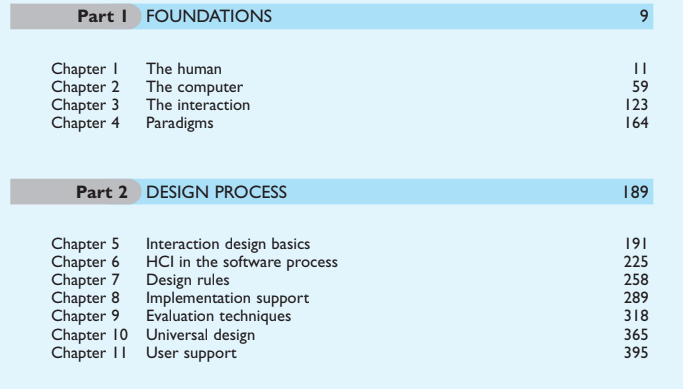 Part 1 FOUNDATIONS 9
Chapter 1 The human 11
Chapter 2 The computer 59
Chapter 3 The interaction 123
Chapter 4 Paradigms 164
Part 2 DESIGN PROCESS 189
Chapter 5 Interaction design basics 191
Chapter 6 HCI in the software process 225
Chapter 7 Design rules 258
Chapter 8 Implementation support 289
Chapter 9 Evaluation techniques 318
Chapter 10 Universal design 365
Chapter 11 User support 395